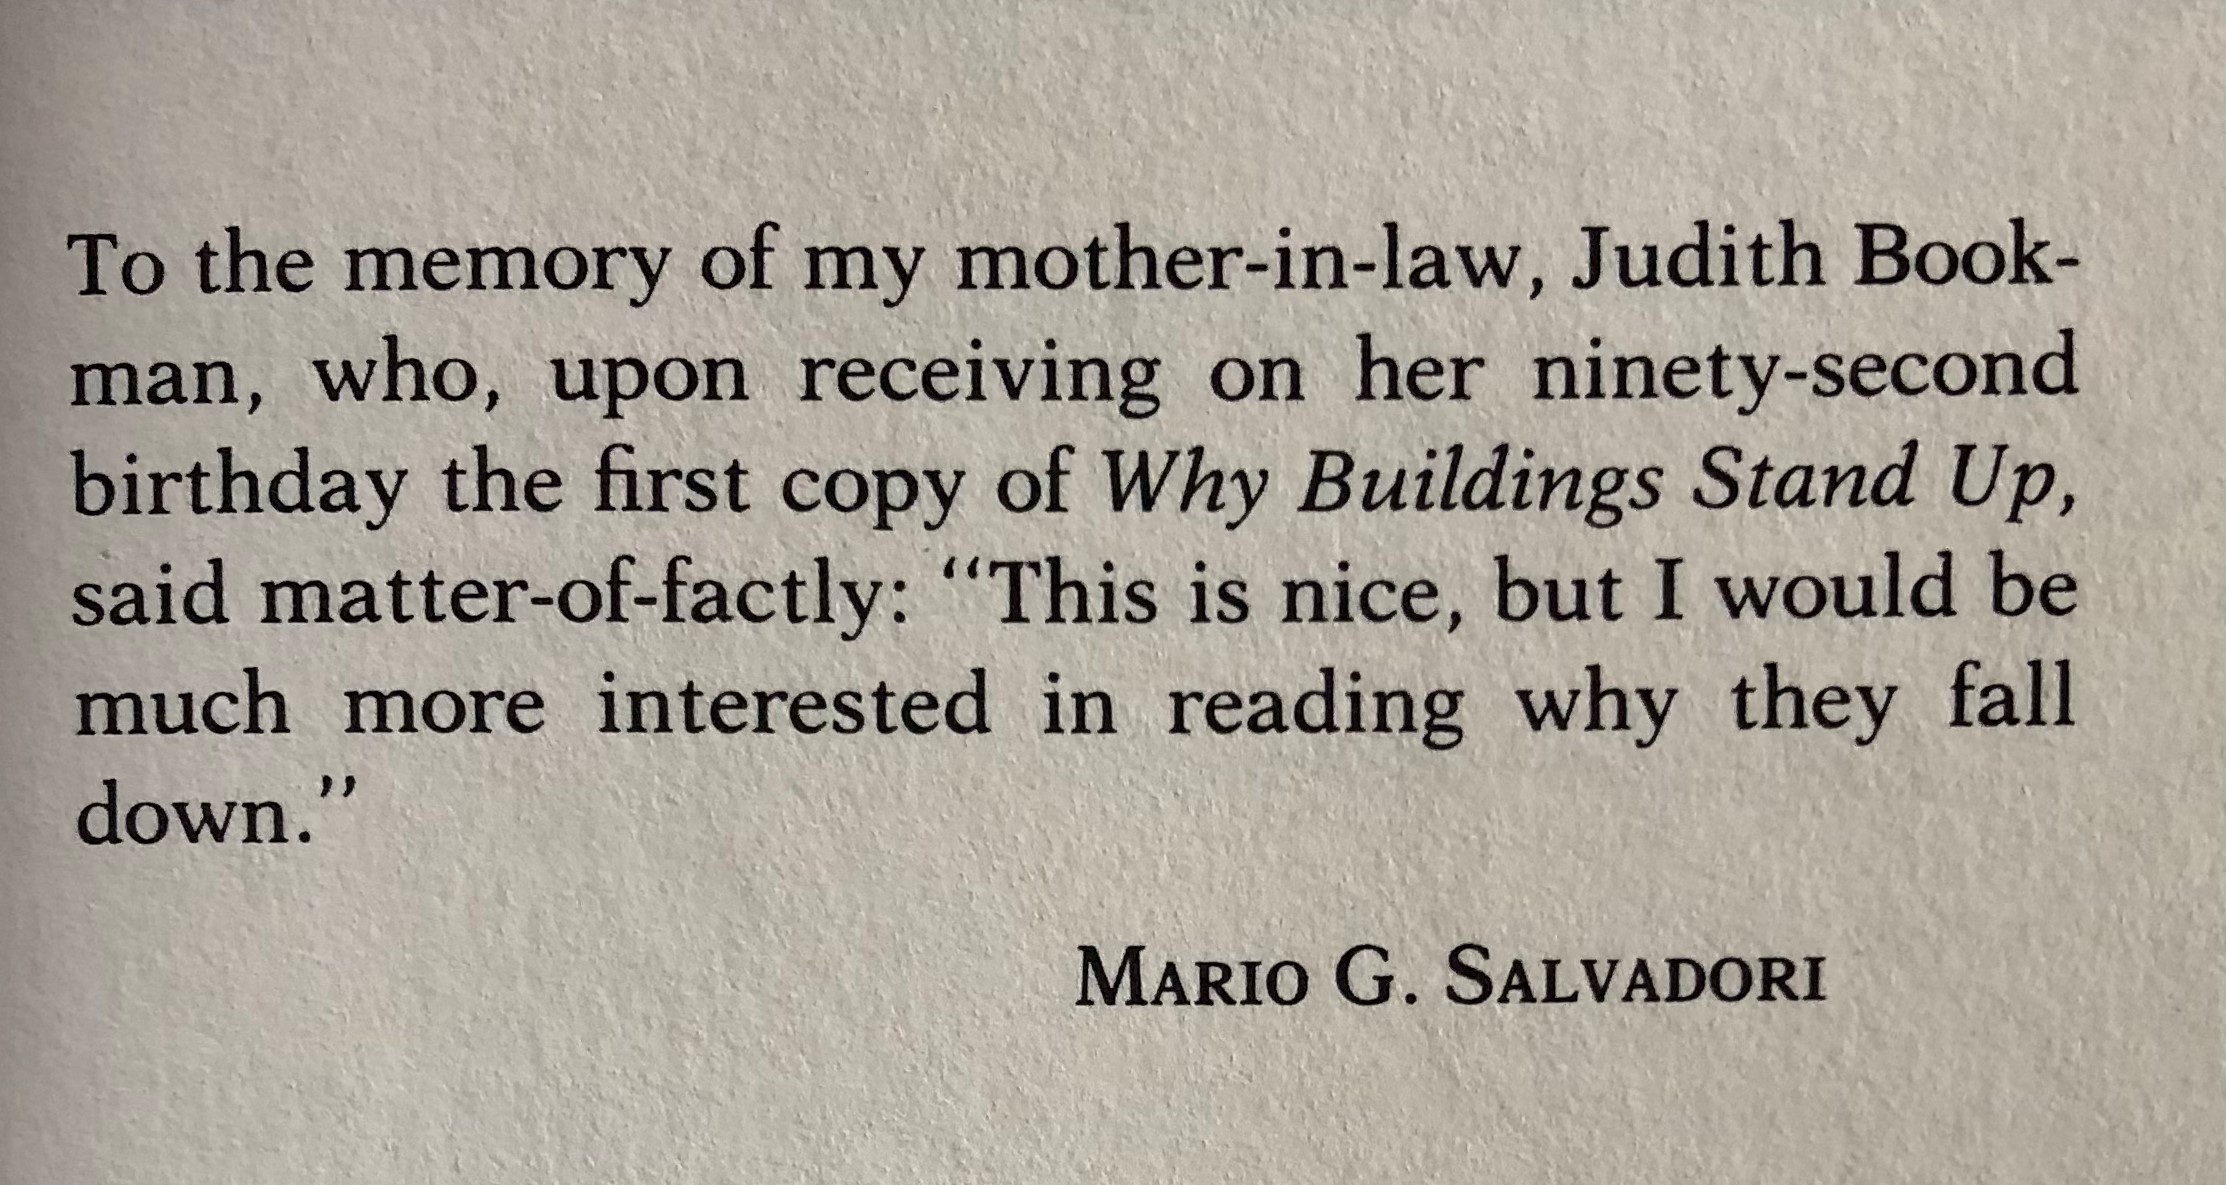 To the memory of my mother-in-law, Judith Book-
man, who, upon receiving on her ninety-second
birthday the first copy of Why Buildings Stand Up,
said matter-of-factly: “This is nice, but I would be
much more interested in reading why they fall
down.”
MARIO G. SALVADORI